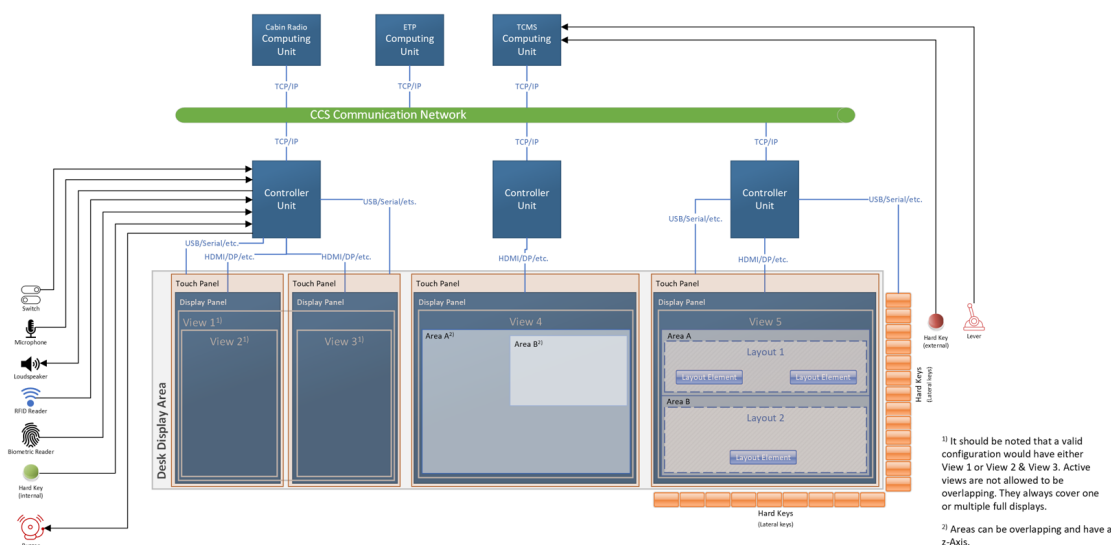 Cabin Radio
Computing
Unit
ETP
Computing
Unit
TCMS
Computing
Unit
TCP/IP
TCP/IP
TCP/IP
CCS Communication Network
TCP/IP
TCP/IP
TCP/IP
Controller
Unit
Controller
Unit
Controller
Unit
USB/Serial/ets.
USB/Serial/etc.
USB/Serial/etc.
USB/Serial/etc.
HDMI/DP/etc.
HDMI/DP/etc.
HDMI/DP/etc.
HDMI/DP/etc.
Desk Display Area
Touch Panel
Display Panel
View 1¹⁾
View 2¹⁾
Touch Panel
Display Panel
View 3¹⁾
Touch Panel
Display Panel
View 4
Area A²⁾
Area B²⁾
Touch Panel
Display Panel
View 5
Area A
Layout 1
Layout Element
Layout Element
Area B
Layout 2
Layout Element
Hard Keys
(Lateral keys)
Hard Keys
(Lateral keys)
Switch
Microphone
Loudspeaker
RFID Reader
Biometric Reader
Hard Key
(internal)
Hard Key
(external)
Lever
¹⁾ It should be noted that a valid
configuration would have either
View 1 or View 2 & View 3. Active
views are not allowed to be
overlapping. They always cover one
or multiple full displays.
²⁾ Areas can be overlapping and have a
z-Axis.